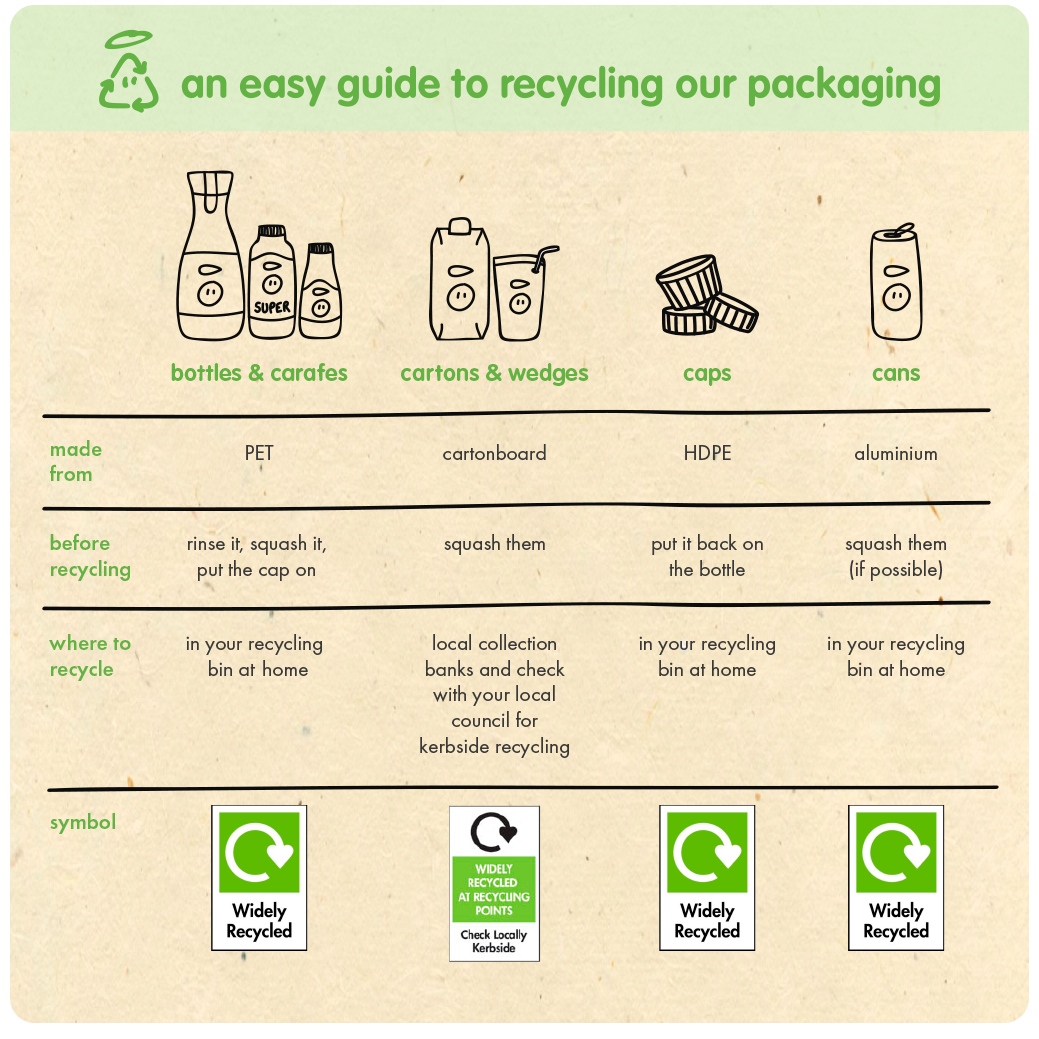 an easy guide to recycling our packaging
SUPER
bottles & carafes
cartons & wedges
caps
cans
made
from
PET
cartonboard
HDPE
aluminium
before
recycling
rinse it, squash it,
put the cap on
squash them
put it back on
the bottle
squash them
(if possible)
where to
recycle
in your recycling
bin at home
local collection
banks and check
with your local
council for
kerbside recycling
in your recycling
bin at home
in your recycling
bin at home
symbol
Widely
Recycled
WIDELY
RECYCLED
AT RECYCLING
POINTS
Check Locally
Kerbside
Widely
Recycled
Widely
Recycled